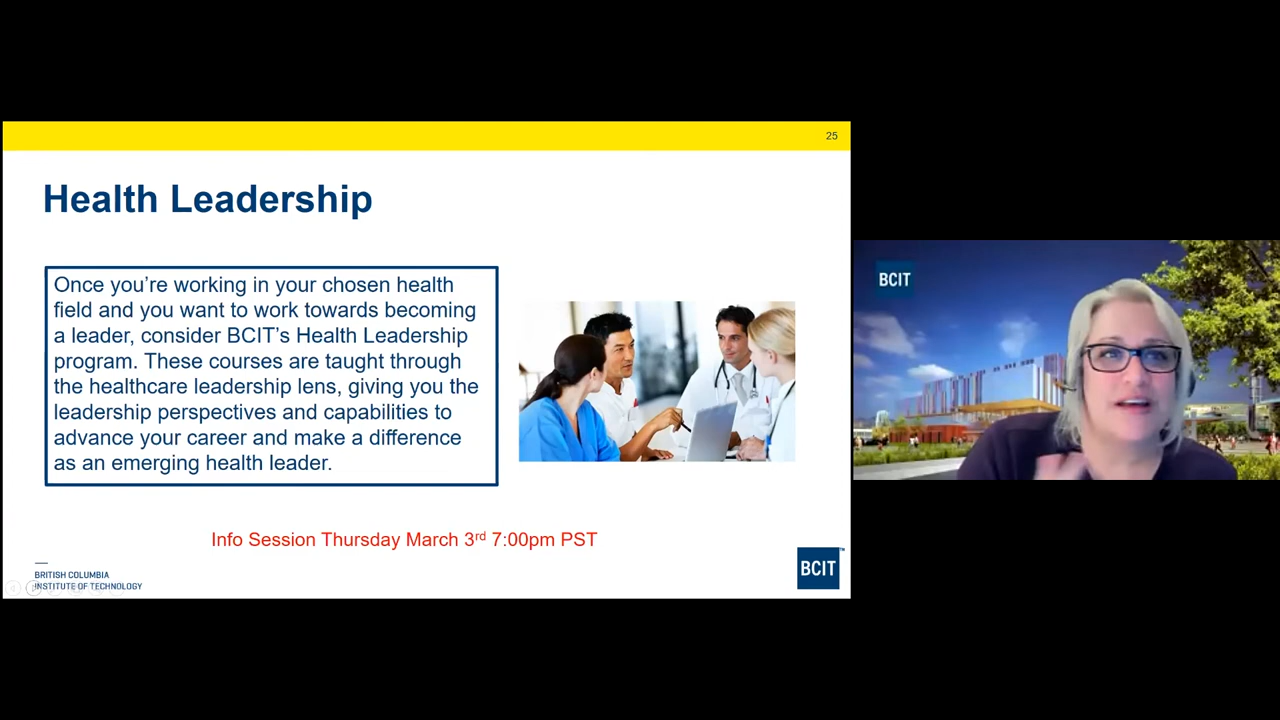 25
Health Leadership
Once you’re working in your chosen health
field and you want to work towards becoming
a leader, consider BCIT’s Health Leadership
program. These courses are taught through
the healthcare leadership lens, giving you the
leadership perspectives and capabilities to
advance your career and make a difference
as an emerging health leader.
Info Session Thursday March 3rd 7:00pm PST
BRITISH COLUMBIA
INSTITUTE OF TECHNOLOGY
BCIT™
BCIT